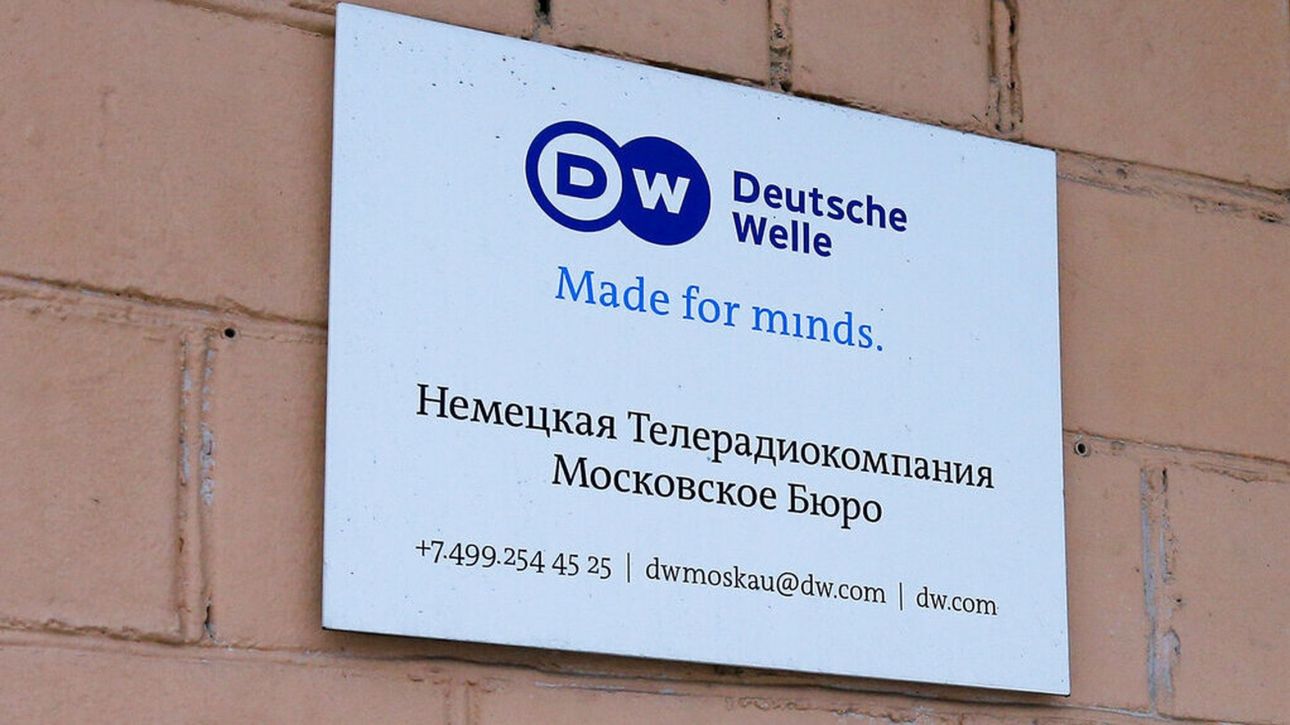 DW Deutsche
Welle
Made for minds.
Немецкая Телерадиокомпания
Московское Бюро
+7.499.254 45 25 | dwmoskau@dw.com | dw.com